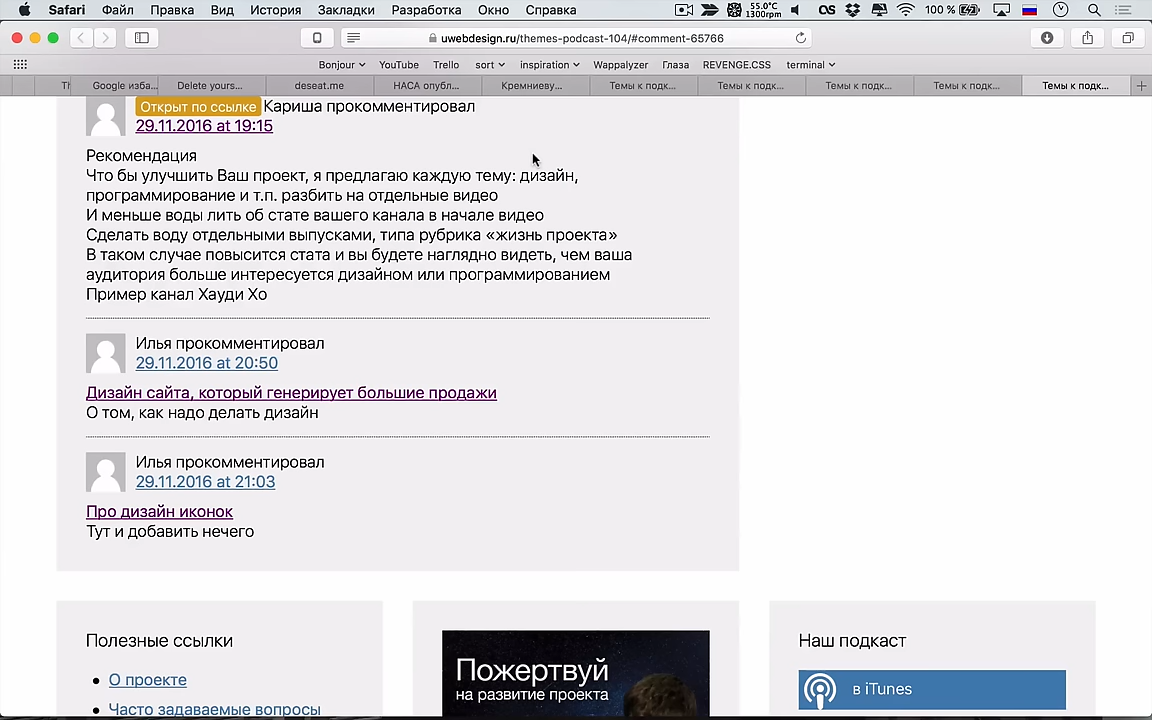 Safari Файл Правка Вид История Закладки Разработка Окно Справка 55.0°C 1300rpm 100 %
uwebdesign.ru/themes-podcast-104/#comment-65766
Bonjour YouTube Trello sort inspiration Wappalyzer Глаза REVENGE.CSS terminal
Google изба... Delete yours... deseat.me НАСА опубл... Кремниеву... Темы к подк... Темы к подк... Темы к подк... Темы к подк... Темы к подк...
Открыт по ссылке Кариша прокомментировал
29.11.2016 at 19:15
Рекомендация
Что бы улучшить Ваш проект, я предлагаю каждую тему: дизайн,
программирование и т.п. разбить на отдельные видео
И меньше воды лить об стате вашего канала в начале видео
Сделать воду отдельными выпусками, типа рубрика «жизнь проекта»
В таком случае повысится стата и вы будете наглядно видеть, чем ваша
аудитория больше интересуется дизайном или программированием
Пример канал Хауди Хо
Илья прокомментировал
29.11.2016 at 20:50
Дизайн сайта, который генерирует большие продажи
О том, как надо делать дизайн
Илья прокомментировал
29.11.2016 at 21:03
Про дизайн иконок
Тут и добавить нечего
Полезные ссылки
О проекте
Часто задаваемые вопросы
Пожертвуй
на развитие проекта
Наш подкаст
в iTunes